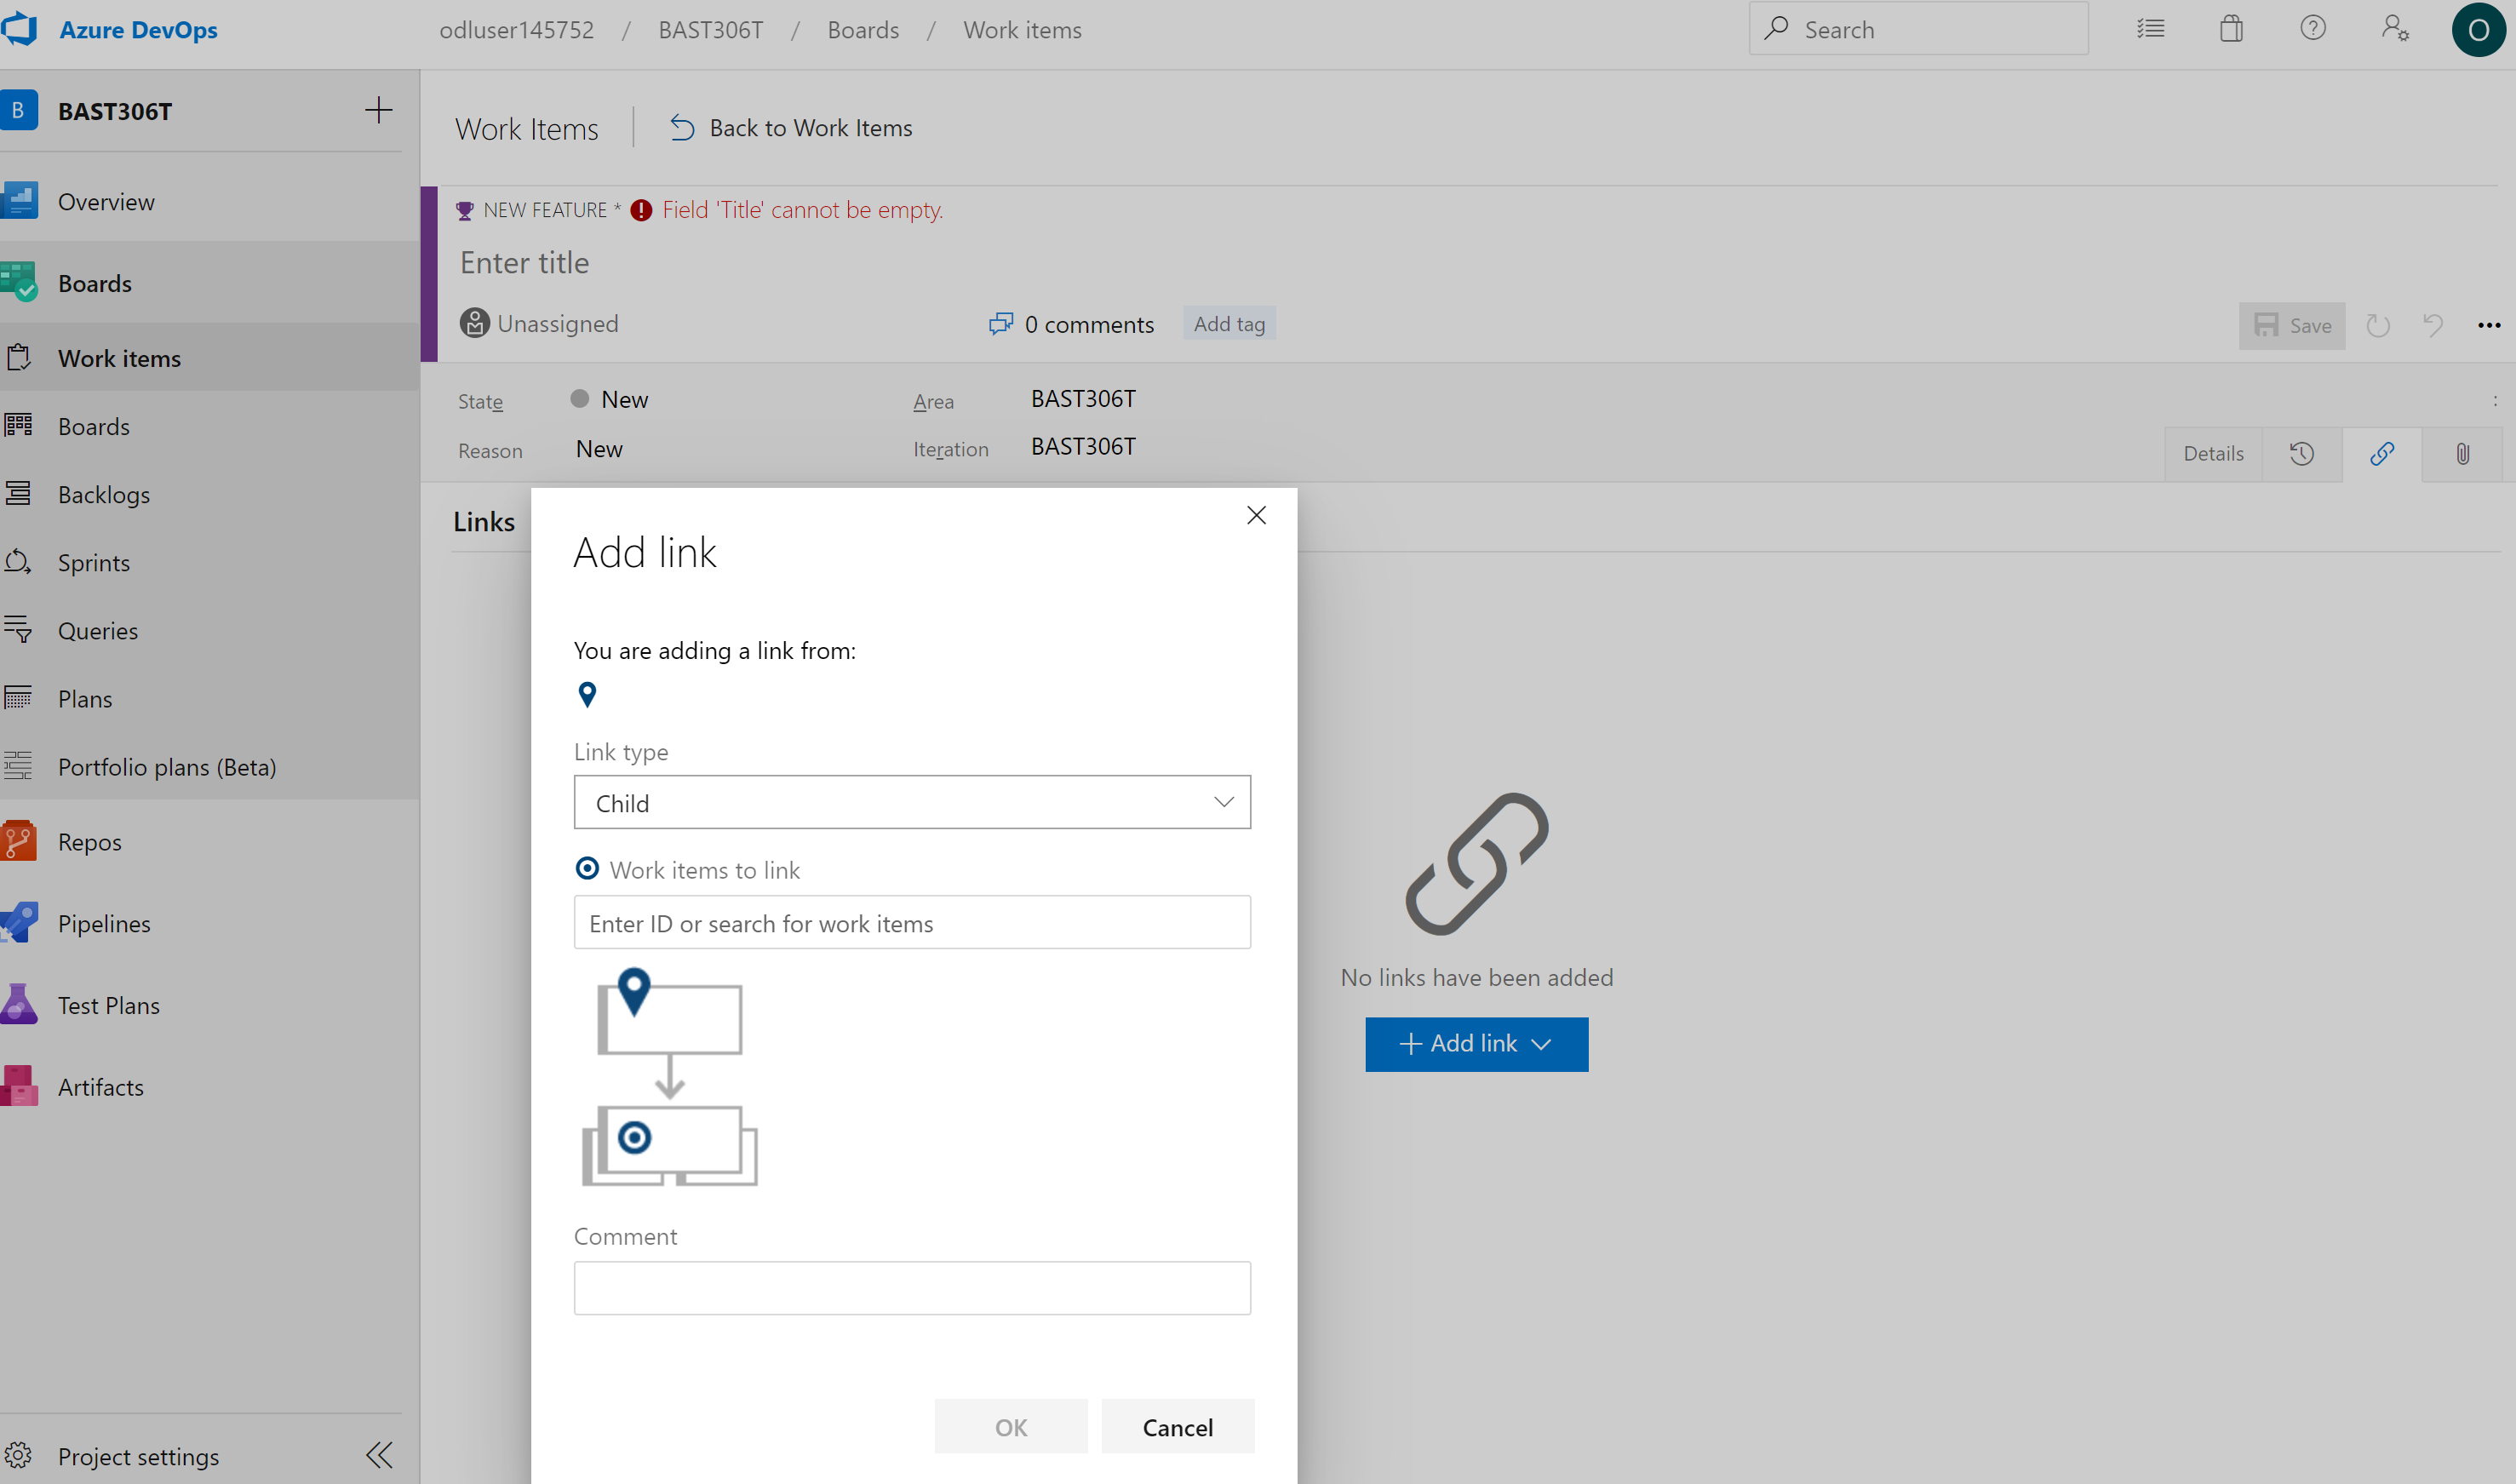 Azure DevOps
odluser145752 / BAST306T / Boards / Work items
Search
O
B
BAST306T
Overview
Boards
Work items
Boards
Backlogs
Sprints
Queries
Plans
Portfolio plans (Beta)
Repos
Pipelines
Test Plans
Artifacts
Project settings
Work Items
Back to Work Items
NEW FEATURE * Field 'Title' cannot be empty.
Enter title
Unassigned
0 comments
Add tag
Save
State
New
Area
BAST306T
Reason
New
Iteration
BAST306T
Details
Links
Add link
You are adding a link from:
Link type
Child
Work items to link
Enter ID or search for work items
Comment
OK
Cancel
No links have been added
Add link